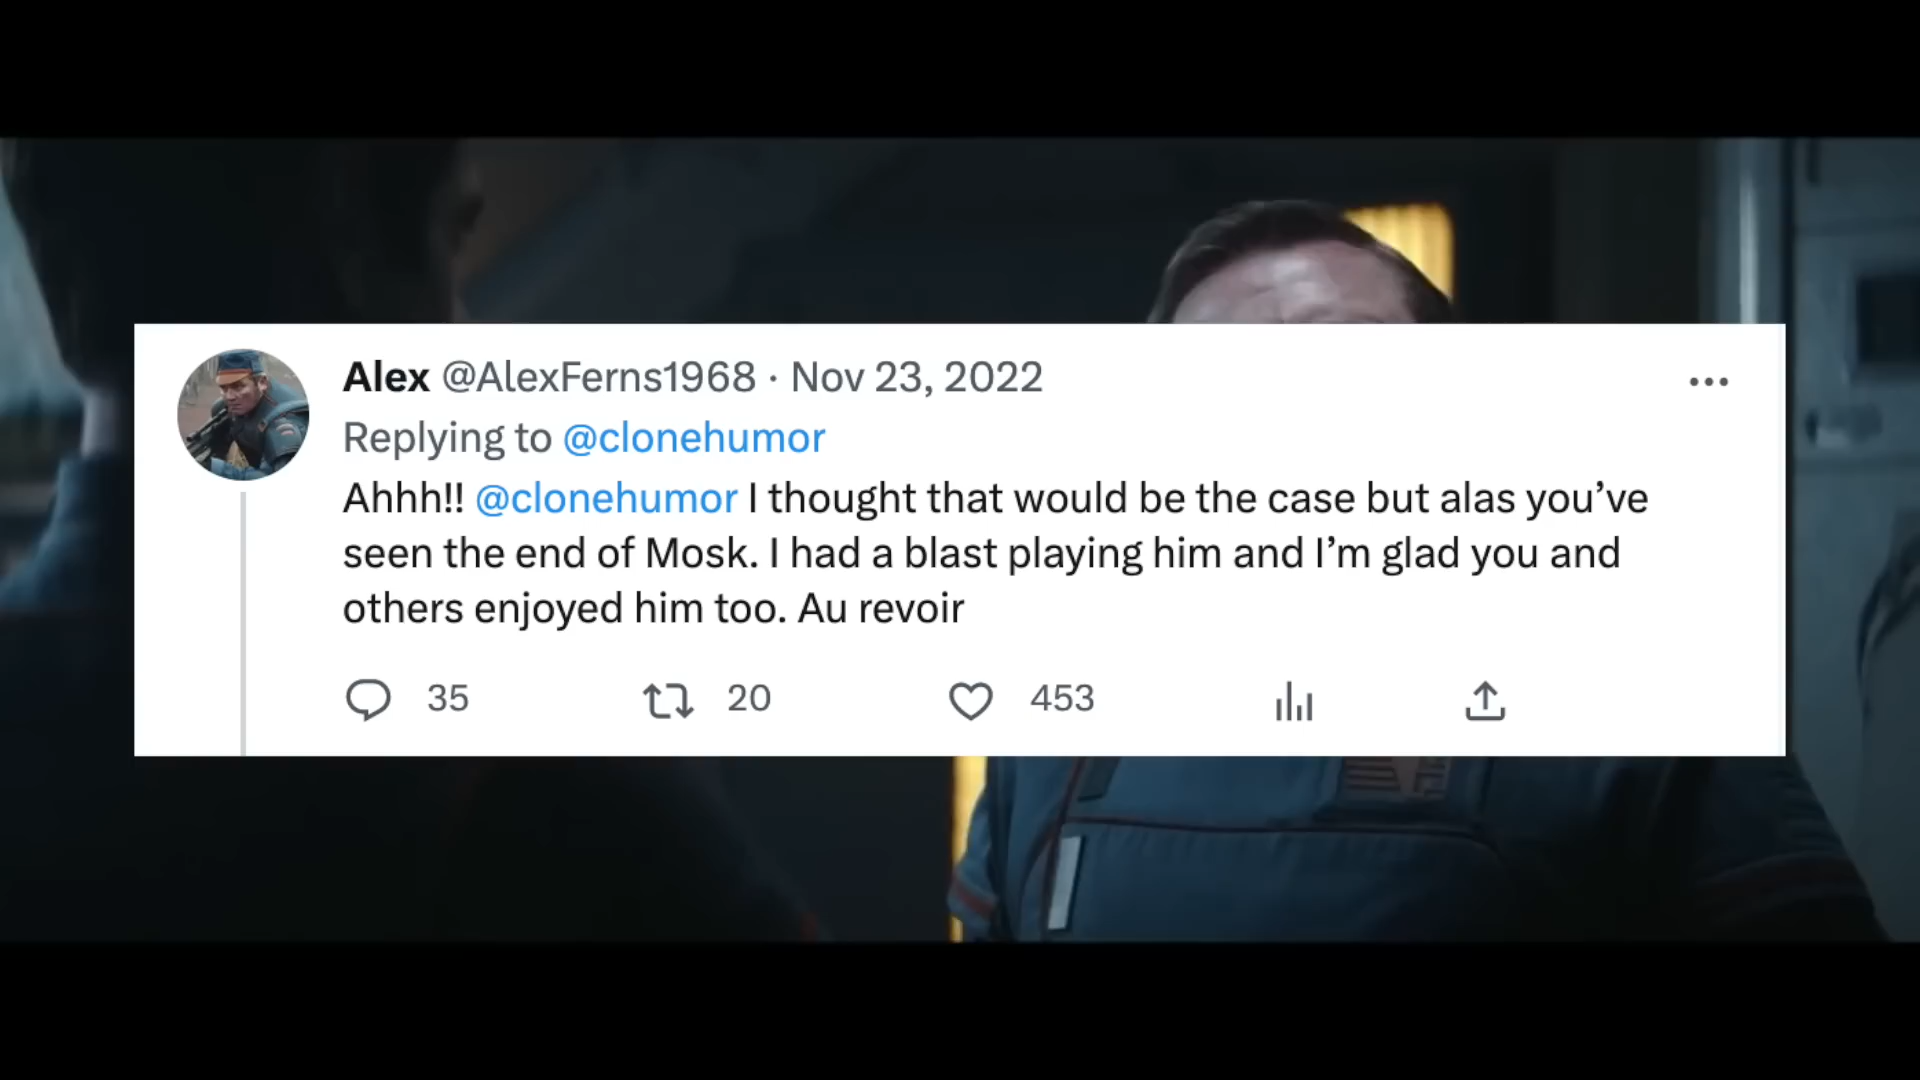 Alex @AlexFerns1968 · Nov 23, 2022
Replying to @clonehumor
Ahhh!! @clonehumor I thought that would be the case but alas you’ve
seen the end of Mosk. I had a blast playing him and I’m glad you and
others enjoyed him too. Au revoir
35 20 453